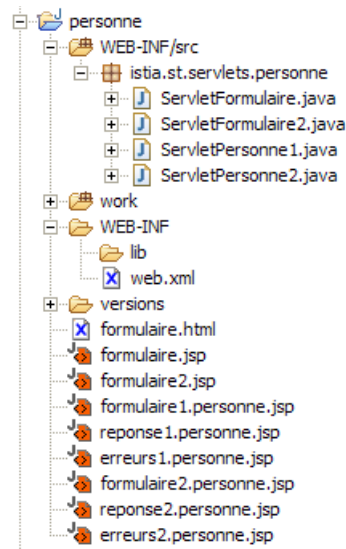 personne
WEB-INF/src
istia.st.servlets.personne
ServletFormulaire.java
ServletFormulaire2.java
ServletPersonne1.java
ServletPersonne2.java
work
WEB-INF
lib
web.xml
versions
formulaire.html
formulaire.jsp
formulaire2.jsp
formulaire1.personne.jsp
reponse1.personne.jsp
erreurs1.personne.jsp
formulaire2.personne.jsp
reponse2.personne.jsp
erreurs2.personne.jsp